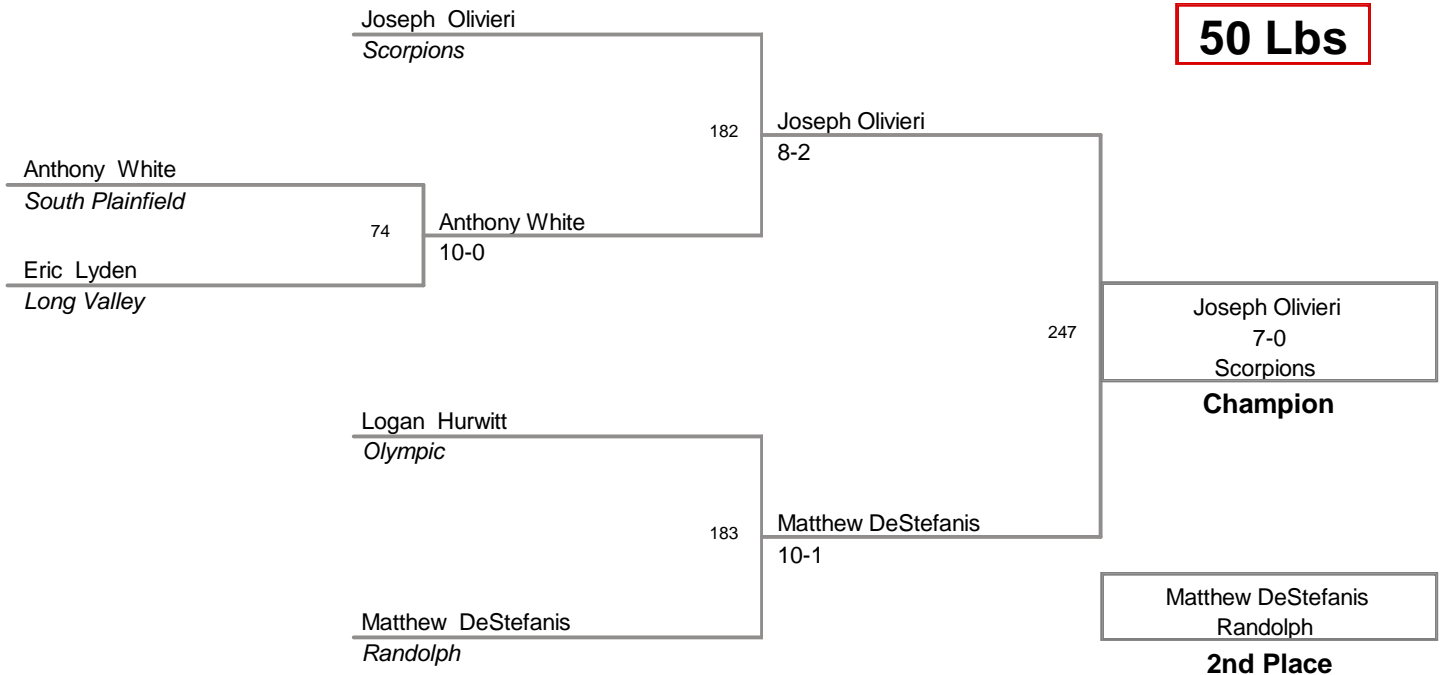 Joseph Olivieri
Scorpions
50 Lbs
182
Joseph Olivieri
8-2
Anthony White
South Plainfield
74
Anthony White
10-0
Eric Lyden
Long Valley
247
Joseph Olivieri
7-0
Scorpions
Champion
Logan Hurwitt
Olympic
183
Matthew DeStefanis
10-1
Matthew DeStefanis
Randolph
Matthew DeStefanis
Randolph
2nd Place